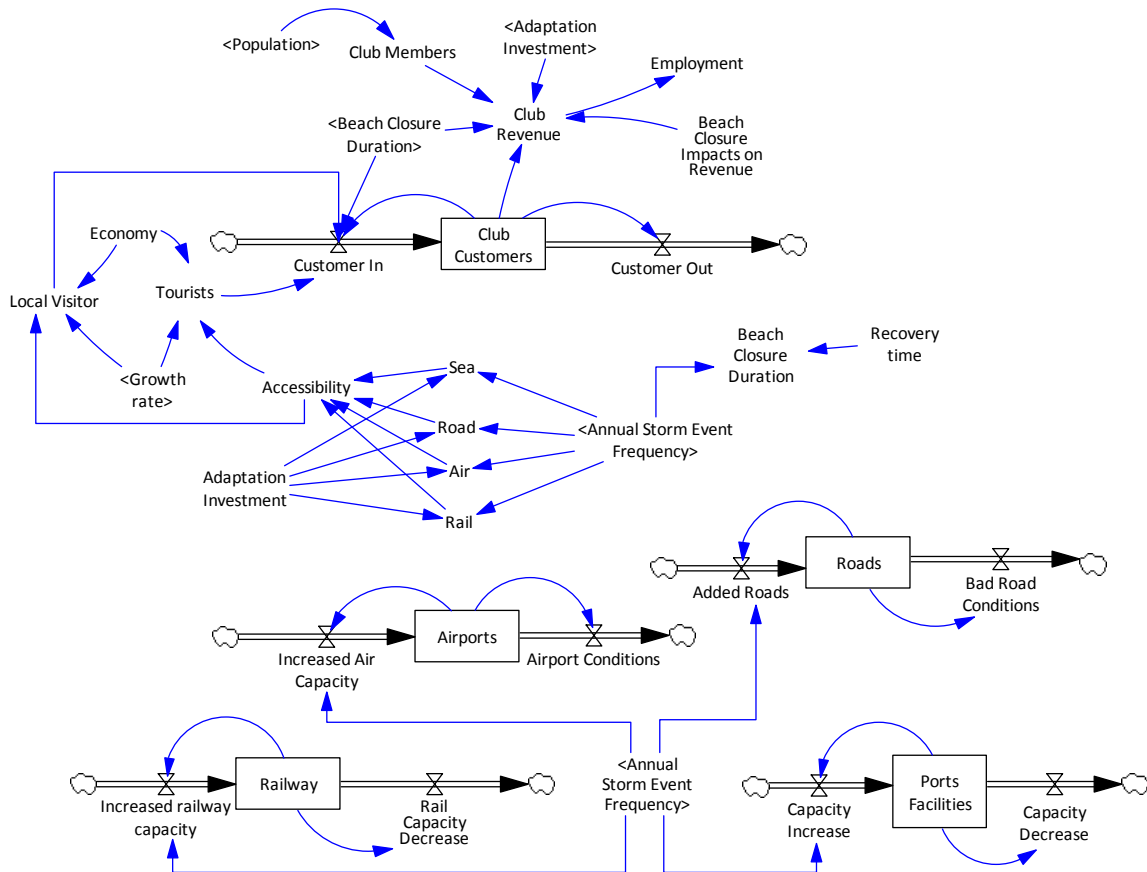 <Population>
Club Members
<Adaptation
Investment>
Employment
Club
Revenue
<Beach Closure
Duration>
Beach
Closure
Impacts on
Revenue
Economy
Club
Customers
Customer In
Customer Out
Local Visitor
Tourists
Beach
Closure
Duration
Recovery
time
<Growth
rate>
Accessibility
Sea
Road
<Annual Storm Event
Frequency>
Air
Adaptation
Investment
Rail
Roads
Added Roads
Bad Road
Conditions
Airports
Increased Air
Capacity
Airport Conditions
Railway
Increased railway
capacity
Rail
Capacity
Decrease
<Annual
Storm Event
Frequency>
Ports
Facilities
Capacity
Increase
Capacity
Decrease